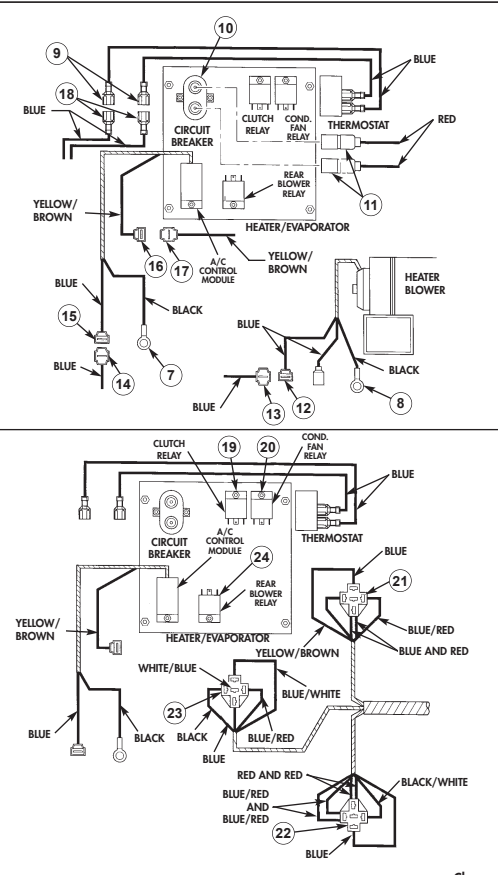 9
10
BLUE
18
BLUE
CIRCUIT
BREAKER
CLUTCH
RELAY
COND.
FAN
RELAY
THERMOSTAT
RED
11
REAR
BLOWER
RELAY
HEATER/EVAPORATOR
YELLOW/
BROWN
16
17
A/C
CONTROL
MODULE
YELLOW/
BROWN
HEATER
BLOWER
BLUE
BLACK
15
7
14
BLUE
BLUE
BLACK
BLUE
13
12
8
CLUTCH
RELAY
19
20
COND.
FAN
RELAY
BLUE
CIRCUIT
BREAKER
A/C
CONTROL
MODULE
THERMOSTAT
24
REAR
BLOWER
RELAY
BLUE
21
YELLOW/
BROWN
HEATER/EVAPORATOR
YELLOW/BROWN
BLUE/RED
BLUE AND RED
WHITE/BLUE
BLUE/WHITE
23
BLACK
BLUE/RED
BLUE
BLUE
BLACK
RED AND RED
BLACK/WHITE
BLUE/RED
AND
BLUE/RED
22
BLUE